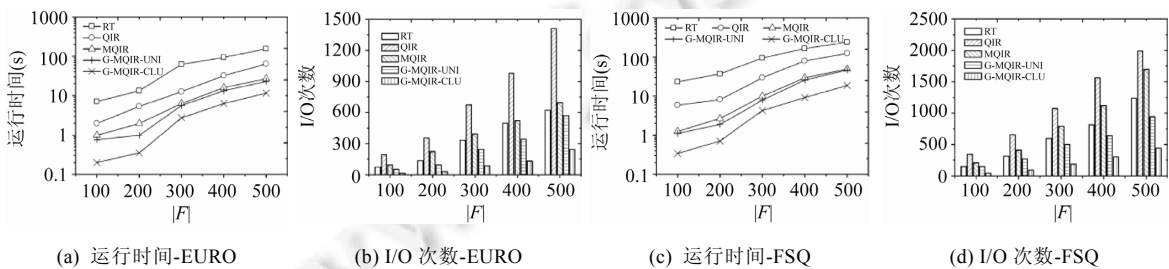 1000
100
10
1
0.1
运行时间(s)
RT
QIR
MQIR
G-MQIR-UNI
G-MQIR-CLU
100 200 300 400 500
|F|
(a) 运行时间-EURO
1500
1200
900
600
300
0
I/O次数
RT
QIR
MQIR
G-MQIR-UNI
G-MQIR-CLU
100 200 300 400 500
|F|
(b) I/O 次数-EURO
1000
100
10
1
0.1
运行时间(s)
RT QIR MQIR
G-MQIR-UNI G-MQIR-CLU
100 200 300 400 500
|F|
(c) 运行时间-FSQ
2500
2000
1500
1000
500
0
I/O次数
RT
QIR
MQIR
G-MQIR-UNI
G-MQIR-CLU
100 200 300 400 500
|F|
(d) I/O 次数-FSQ